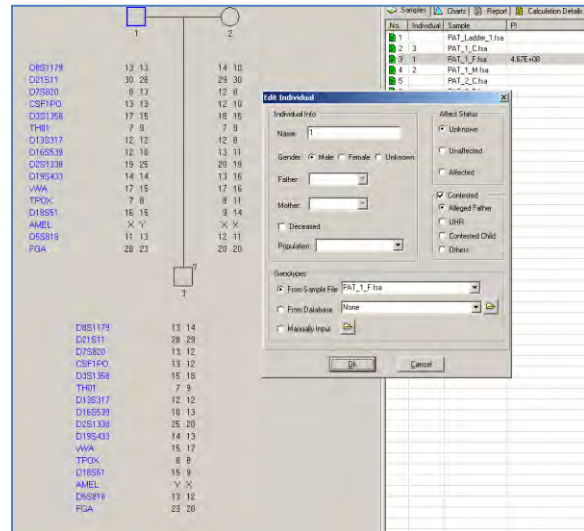 Samples Charts Report Calculation Details
No. Individual Sample PI
1 PAT_Ladder_1.fsa
2 3 PAT_1_C.fsa
3 1 PAT_1_F.fsa 4.67E+08
4 2 PAT_1_M.fsa
5 PAT_2_C.fsa
6 PAT_2_F.fsa
1 2
D8S1179 13 13 14 10
D21S11 30 28 29 30
D7S820 8 13 12 8
CSF1PO 13 13 12 10
D3S1358 17 15 18 15
TH01 7 9 7 9
D13S317 12 12 12 8
D16S539 12 10 13 11
D2S1338 19 25 20 19
D19S433 14 14 13 16
vWA 17 15 17 16
TPOX 7 8 8 11
D18S51 16 15 9 14
AMEL X Y X X
D5S818 11 13 12 11
FGA 28 23 20 20
?
3
D8S1179 13 14
D21S11 28 29
D7S820 13 12
CSF1PO 13 12
D3S1358 15 18
TH01 7 9
D13S317 12 12
D16S539 10 13
D2S1338 25 20
D19S433 14 13
vWA 15 17
TPOX 8 8
D18S51 15 9
AMEL Y X
D5S818 13 12
FGA 23 20
Edit Individual
Individual Info
Name: 1
Gender: Male Female Unknown
Father:
Mother:
Deceased
Population:
Affect Status
Unknown
Unaffected
Affected
Contested
Alleged Father
UHR
Contested Child
Others
Genotypes
From Sample File PAT_1_F.fsa
From Database None
Manually Input
Ok Cancel